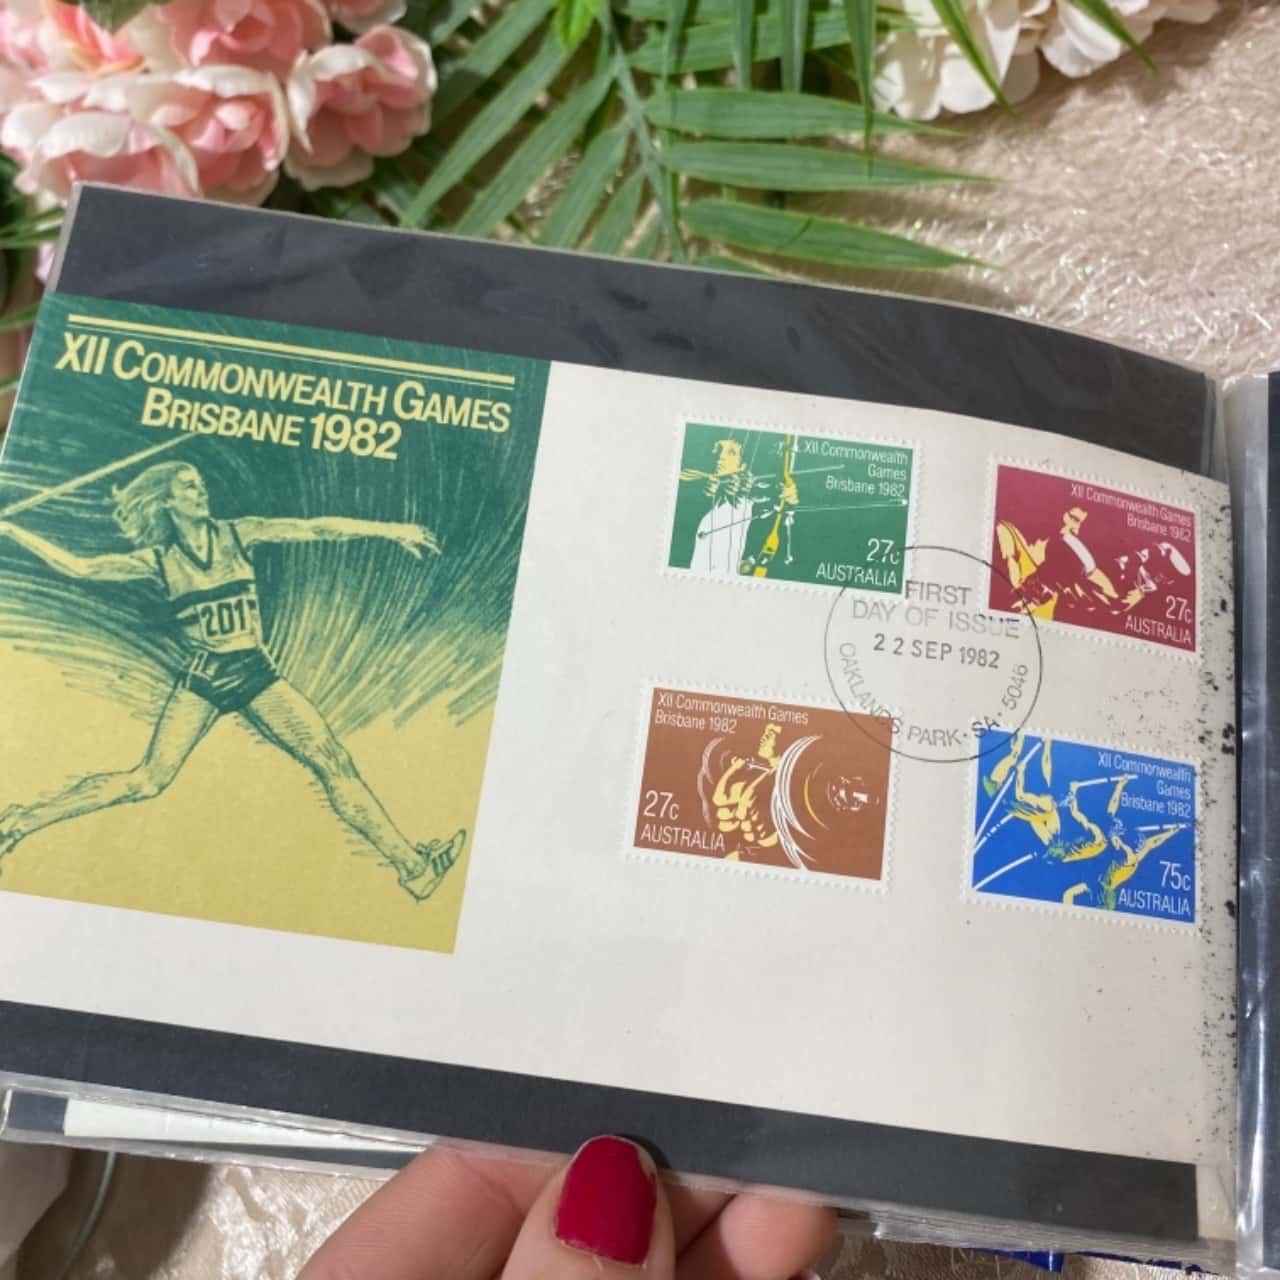 XII COMMONWEALTH GAMES
BRISBANE 1982
201
XII Commonwealth
Games
Brisbane 1982
27c
AUSTRALIA
XII Commonwealth Games
Brisbane 1982
27c
AUSTRALIA
FIRST
DAY OF ISSUE
22 SEP 1982
OAKLANDS PARK · SA · 5046
XII Commonwealth Games
Brisbane 1982
27c
AUSTRALIA
XII Commonwealth
Games
Brisbane 1982
75c
AUSTRALIA